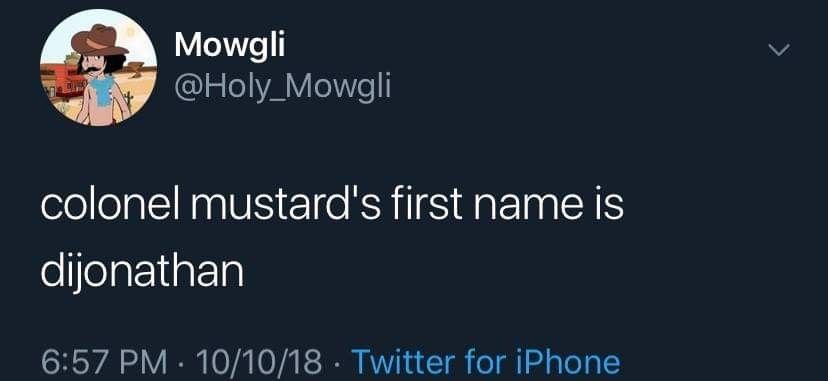 Mowgli
@Holy_Mowgli
colonel mustard's first name is
dijonathan
6:57 PM · 10/10/18 · Twitter for iPhone